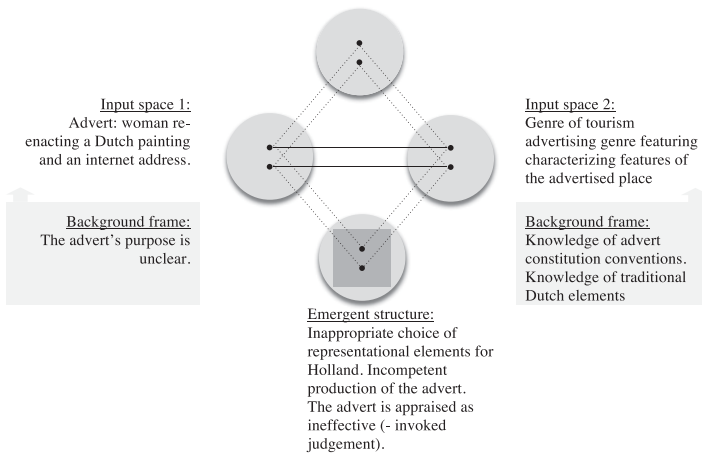 Input space 1:
Advert: woman re-
enacting a Dutch painting
and an internet address.
Background frame:
The advert's purpose is
unclear.
Input space 2:
Genre of tourism
advertising genre featuring
characterizing features of
the advertised place
Background frame:
Knowledge of advert
constitution conventions.
Knowledge of traditional
Dutch elements
Emergent structure:
Inappropriate choice of
representational elements for
Holland. Incompetent
production of the advert.
The advert is appraised as
ineffective (- invoked
judgement).